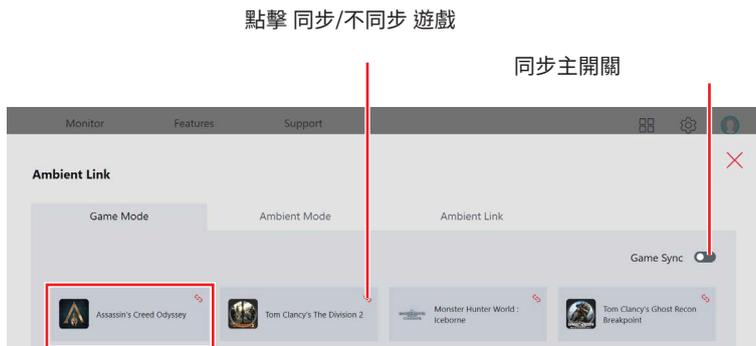 點擊 同步/不同步 遊戲
同步主開關
Monitor Features Support
Ambient Link
Game Mode Ambient Mode Ambient Link
Game Sync
Assassin's Creed Odyssey
Tom Clancy's The Division 2
Monster Hunter World :
Iceborne
Tom Clancy's Ghost Recon
Breakpoint